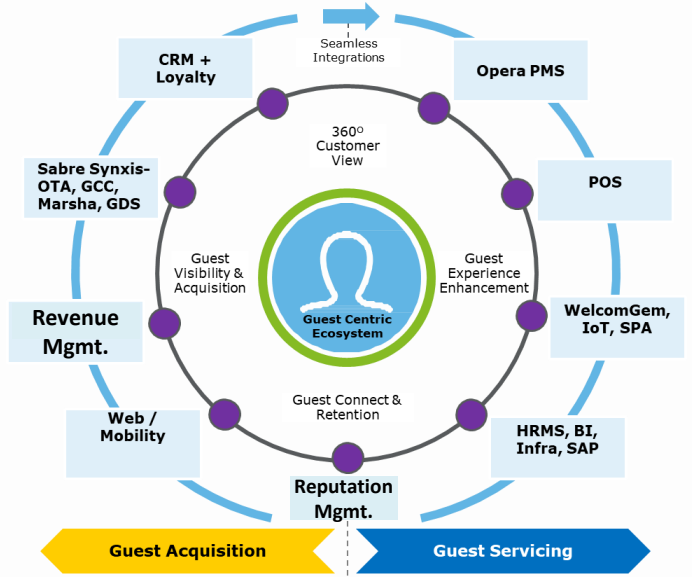 Seamless
Integrations
CRM +
Loyalty
Opera PMS
360º
Customer
View
Sabre Synxis-
OTA, GCC,
Marsha, GDS
POS
Guest
Visibility &
Acquisition
Guest
Experience
Enhancement
Guest Centric
Ecosystem
Revenue
Mgmt.
WelcomGem,
IoT, SPA
Guest Connect &
Retention
Web /
Mobility
HRMS, BI,
Infra, SAP
Reputation
Mgmt.
Guest Acquisition
Guest Servicing